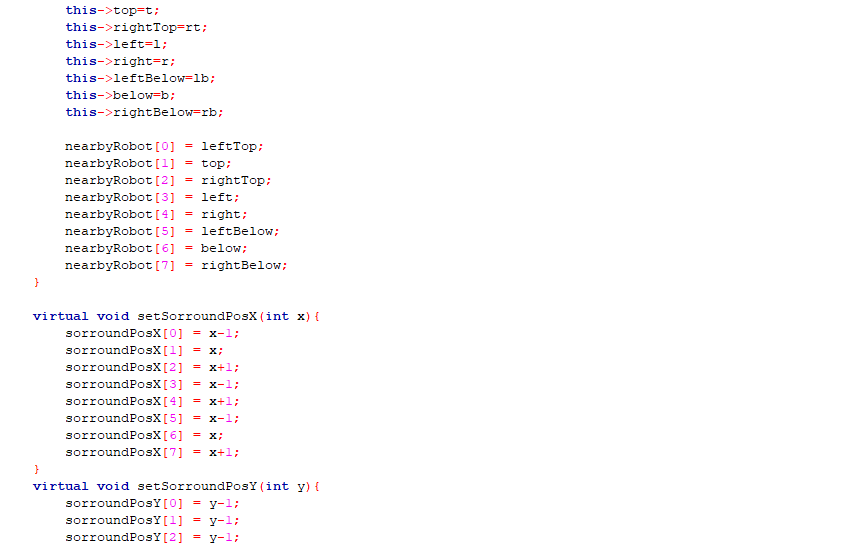 this->top=t;
this->rightTop=rt;
this->left=l;
this->right=r;
this->leftBelow=lb;
this->below=b;
this->rightBelow=rb;
nearbyRobot[0] = leftTop;
nearbyRobot[1] = top;
nearbyRobot[2] = rightTop;
nearbyRobot[3] = left;
nearbyRobot[4] = right;
nearbyRobot[5] = leftBelow;
nearbyRobot[6] = below;
nearbyRobot[7] = rightBelow;
}
virtual void setSorroundPosX(int x){
sorroundPosX[0] = x-1;
sorroundPosX[1] = x;
sorroundPosX[2] = x+1;
sorroundPosX[3] = x-1;
sorroundPosX[4] = x+1;
sorroundPosX[5] = x-1;
sorroundPosX[6] = x;
sorroundPosX[7] = x+1;
}
virtual void setSorroundPosY(int y){
sorroundPosY[0] = y-1;
sorroundPosY[1] = y-1;
sorroundPosY[2] = y-1;